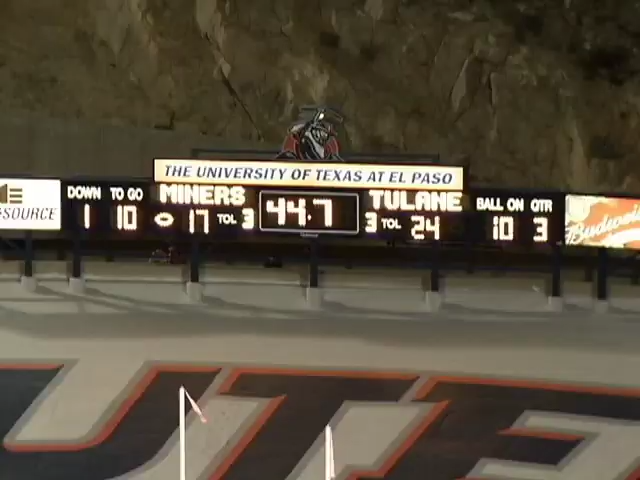 THE UNIVERSITY OF TEXAS AT EL PASO
DOWN TO GO MINERS TULANE BALL ON QTR
1 10 17 TOL 3 44.7 3 TOL 24 10 3
SOURCE
Budweiser
UTE